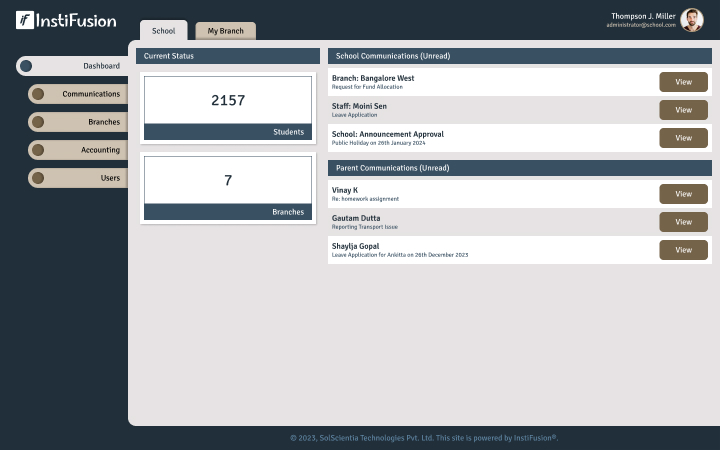 if InstiFusion
School
My Branch
Thompson J. Miller
administrator@school.com
Dashboard
Communications
Branches
Accounting
Users
Current Status
2157
Students
7
Branches
School Communications (Unread)
Branch: Bangalore West
Request for Fund Allocation
View
Staff: Moini Sen
Leave Application
View
School: Announcement Approval
Public Holiday on 26th January 2024
View
Parent Communications (Unread)
Vinay K
Re: homework assignment
View
Gautam Dutta
Reporting Transport Issue
View
Shaylja Gopal
Leave Application for Ankitta on 26th December 2023
View
© 2023, SolScientia Technologies Pvt. Ltd. This site is powered by InstiFusion®.